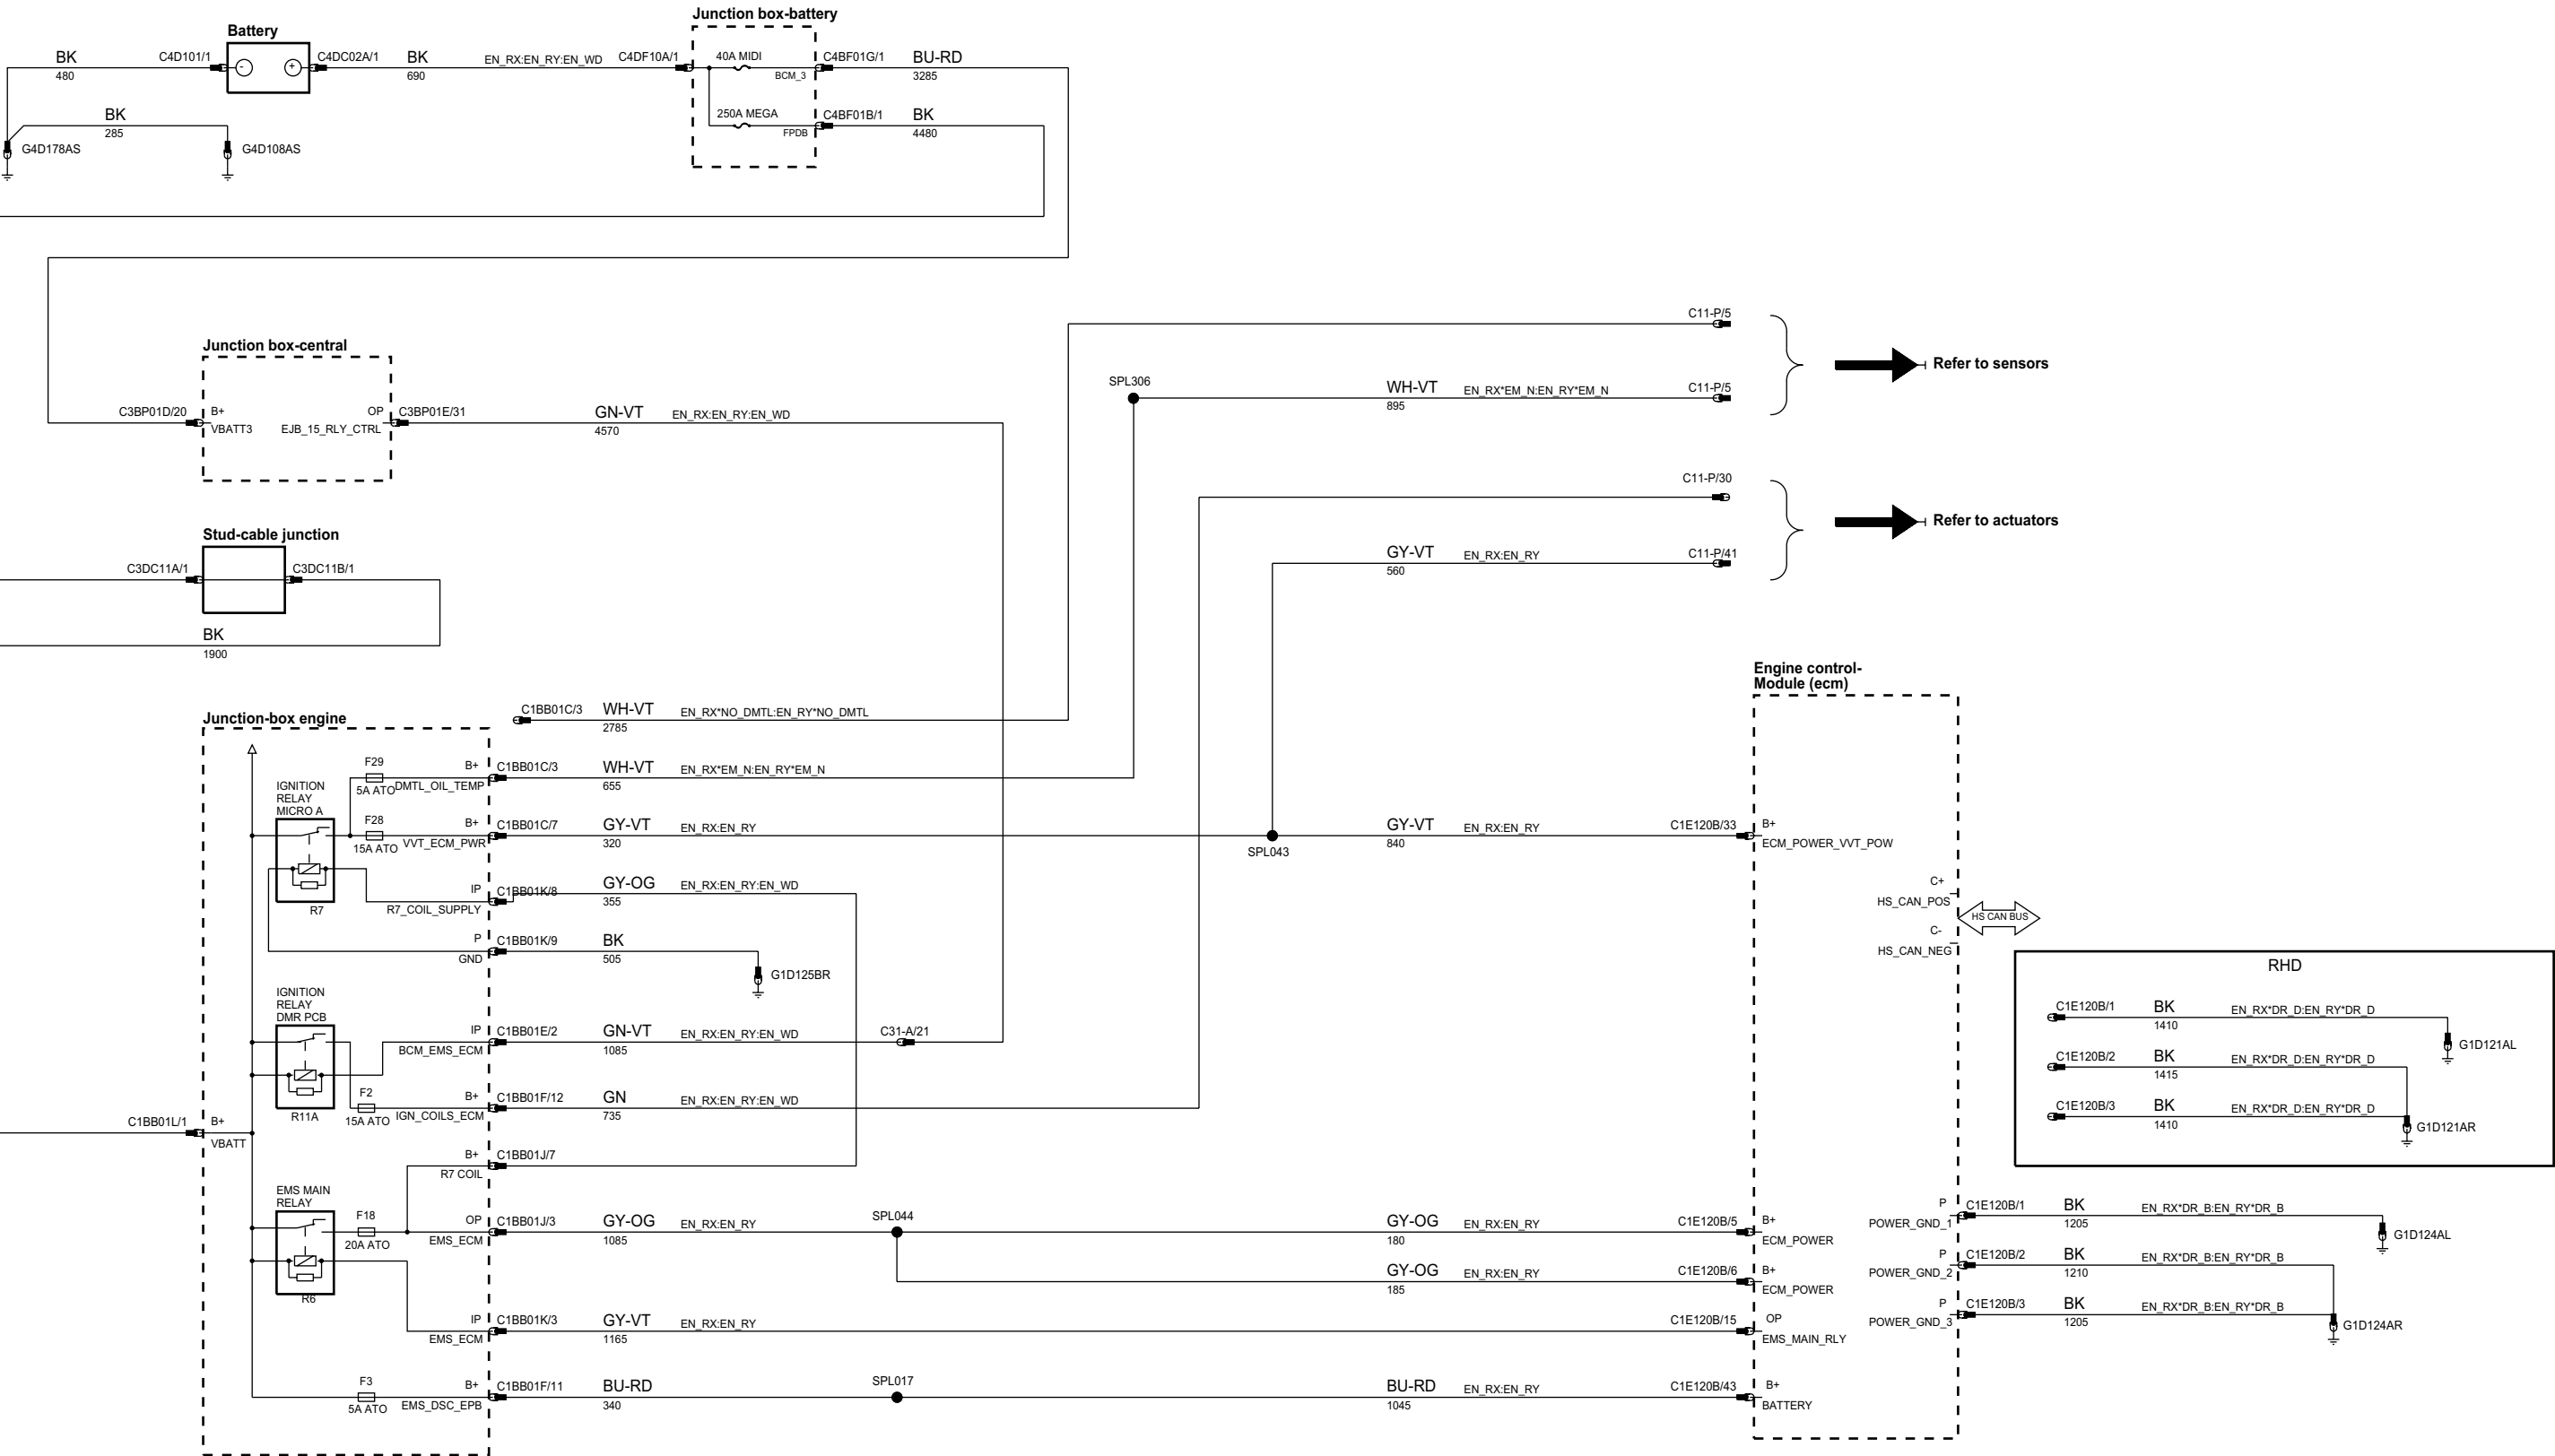 Junction box-battery
Battery
BK
480
C4D101/1
-
+
C4DC02A/1
BK
690
EN_RX:EN_RY:EN_WD
C4DF10A/1
40A MIDI
BCM_3
C4BF01G/1
BU-RD
3285
BK
285
G4D178AS
G4D108AS
250A MEGA
FPDB
C4BF01B/1
BK
4480
Junction box-central
C3BP01D/20
B+
VBATT3
OP
EJB_15_RLY_CTRL
C3BP01E/31
GN-VT
4570
EN_RX:EN_RY:EN_WD
C11-P/5
SPL306
WH-VT
895
EN_RX*EM_N:EN_RY*EM_N
C11-P/5
Refer to sensors
C11-P/30
GY-VT
560
EN_RX:EN_RY
C11-P/41
Refer to actuators
Stud-cable junction
C3DC11A/1
C3DC11B/1
BK
1900
Junction-box engine
C1BB01C/3
WH-VT
2785
EN_RX*NO_DMTL:EN_RY*NO_DMTL
F29
5A ATO
B+
DMTL_OIL_TEMP
C1BB01C/3
WH-VT
655
EN_RX*EM_N:EN_RY*EM_N
IGNITION
RELAY
MICRO A
R7
F28
15A ATO
B+
VVT_ECM_PWR
C1BB01C/7
GY-VT
320
EN_RX:EN_RY
SPL043
GY-VT
840
EN_RX:EN_RY
C1E120B/33
IP
R7_COIL_SUPPLY
C1BB01K/8
GY-OG
355
EN_RX:EN_RY:EN_WD
P
GND
C1BB01K/9
BK
505
G1D125BR
IGNITION
RELAY
DMR PCB
R11A
IP
BCM_EMS_ECM
C1BB01E/2
GN-VT
1085
EN_RX:EN_RY:EN_WD
C31-A/21
F2
15A ATO
B+
IGN_COILS_ECM
C1BB01F/12
GN
735
EN_RX:EN_RY:EN_WD
C1BB01L/1
B+
VBATT
B+
R7 COIL
C1BB01J/7
EMS MAIN
RELAY
R6
F18
20A ATO
OP
EMS_ECM
C1BB01J/3
GY-OG
1085
EN_RX:EN_RY
SPL044
GY-OG
180
EN_RX:EN_RY
C1E120B/5
GY-OG
185
EN_RX:EN_RY
C1E120B/6
IP
EMS_ECM
C1BB01K/3
GY-VT
1165
EN_RX:EN_RY
C1E120B/15
F3
5A ATO
B+
EMS_DSC_EPB
C1BB01F/11
BU-RD
340
SPL017
BU-RD
1045
EN_RX:EN_RY
C1E120B/43
Engine control-
Module (ecm)
B+
ECM_POWER_VVT_POW
C+
HS_CAN_POS
C-
HS_CAN_NEG
HS CAN BUS
B+
ECM_POWER
B+
ECM_POWER
OP
EMS_MAIN_RLY
B+
BATTERY
RHD
C1E120B/1
BK
1410
EN_RX*DR_D:EN_RY*DR_D
G1D121AL
C1E120B/2
BK
1415
EN_RX*DR_D:EN_RY*DR_D
C1E120B/3
BK
1410
EN_RX*DR_D:EN_RY*DR_D
G1D121AR
P
POWER_GND_1
C1E120B/1
BK
1205
EN_RX*DR_B:EN_RY*DR_B
G1D124AL
P
POWER_GND_2
C1E120B/2
BK
1210
EN_RX*DR_B:EN_RY*DR_B
P
POWER_GND_3
C1E120B/3
BK
1205
EN_RX*DR_B:EN_RY*DR_B
G1D124AR